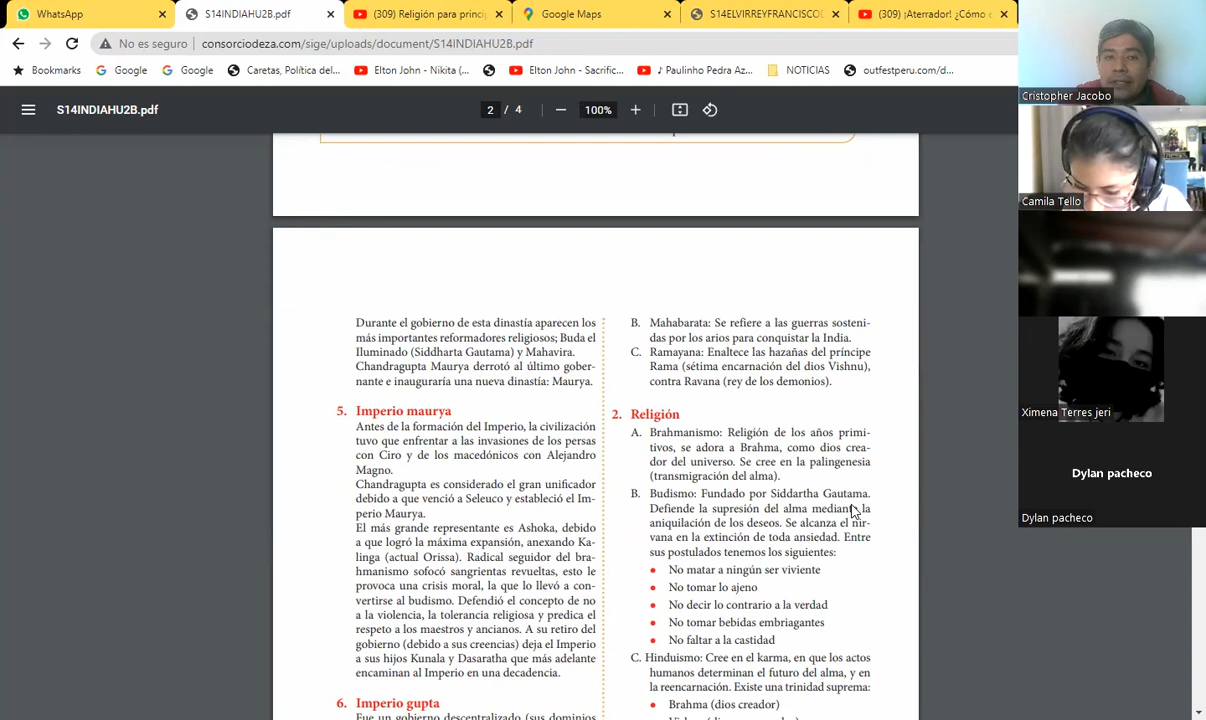 WhatsApp
S14INDIAHU2B.pdf
(309) Religión para princi
Google Maps
S14ELVIRREYFRANCISCO
(309) ¡Aterrador! ¿Cómo
No es seguro
consorciodeza.com/sige/uploads/document/S14INDIAHU2B.pdf
Bookmarks
Google
Google
Caretas, Política del...
Elton John - Nikita (...
Elton John - Sacrific...
♪ Paulinho Pedra Az...
NOTICIAS
outfestperu.com/d...
S14INDIAHU2B.pdf
2 / 4
100%
Durante el gobierno de esta dinastía aparecen los
más importantes reformadores religiosos; Buda el
Iluminado (Siddharta Gautama) y Mahavira.
Chandragupta Maurya derrotó al último gober-
nante e inauguraría una nueva dinastía: Maurya.
5. Imperio maurya
Antes de la formación del Imperio, la civilización
tuvo que enfrentar a las invasiones de los persas
con Ciro y de los macedónicos con Alejandro
Magno.
Chandragupta es considerado el gran unificador
debido a que venció a Seleuco y estableció el Im-
perio Maurya.
El más grande representante es Ashoka, debido
a que logró la máxima expansión, anexando Ka-
linga (actual Orissa). Radical seguidor del bra-
hmanismo sofocó sangrientas revueltas, esto le
provoca una crisis moral, la que lo llevó a con-
vertirse al budismo. Defendió el concepto de no
a la violencia, la tolerancia religiosa y predica el
respeto a los maestros y ancianos. A su retiro del
gobierno (debido a sus creencias) deja el Imperio
a sus hijos Kunala y Dasaratha que más adelante
encaminan al Imperio en una decadencia.
6. Imperio gupta
Fue un gobierno descentralizado (sus dominios
B. Mahabarata: Se refiere a las guerras sosteni-
das por los arios para conquistar la India.
C. Ramayana: Enaltece las hazañas del príncipe
Rama (sétima encarnación del dios Vishnu),
contra Ravana (rey de los demonios).
2. Religión
A. Brahmanismo: Religión de los años primi-
tivos, se adora a Brahma, como dios crea-
dor del universo. Se cree en la palingenesia
(transmigración del alma).
B. Budismo: Fundado por Siddartha Gautama.
Defiende la supresión del alma mediante la
aniquilación de los deseos. Se alcanza el nir-
vana en la extinción de toda ansiedad. Entre
sus postulados tenemos los siguientes:
• No matar a ningún ser viviente
• No tomar lo ajeno
• No decir lo contrario a la verdad
• No tomar bebidas embriagantes
• No faltar a la castidad
C. Hinduismo: Cree en el karma, en que los actos
humanos determinan el futuro del alma, y en
la reencarnación. Existe una trinidad suprema:
• Brahma (dios creador)
Cristopher Jacobo
Camila Tello
Ximena Terres jeri
Dylan pacheco
Dylan pacheco